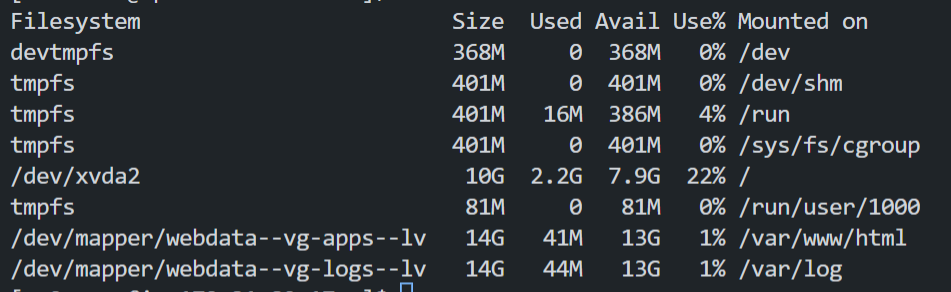 Filesystem Size Used Avail Use% Mounted on
devtmpfs 368M 0 368M 0% /dev
tmpfs 401M 0 401M 0% /dev/shm
tmpfs 401M 16M 386M 4% /run
tmpfs 401M 0 401M 0% /sys/fs/cgroup
/dev/xvda2 10G 2.2G 7.9G 22% /
tmpfs 81M 0 81M 0% /run/user/1000
/dev/mapper/webdata--vg-apps--lv 14G 41M 13G 1% /var/www/html
/dev/mapper/webdata--vg-logs--lv 14G 44M 13G 1% /var/log